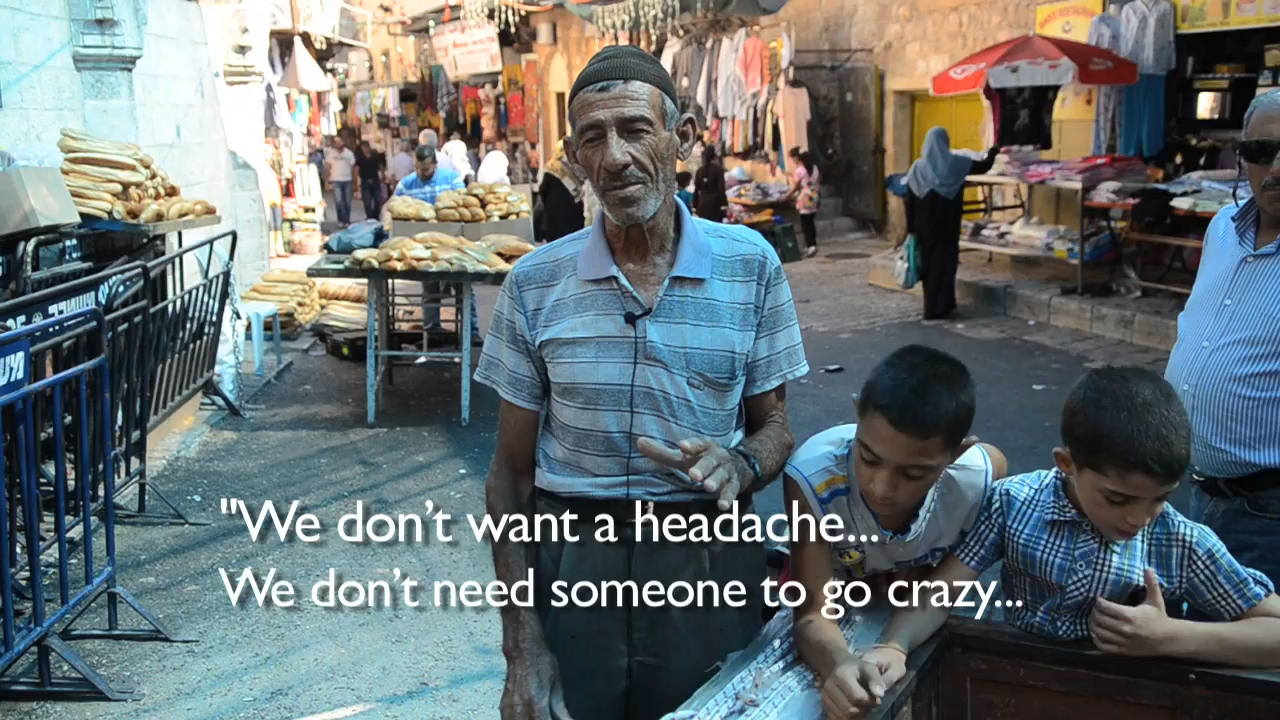 "We don’t want a headache...
We don’t need someone to go crazy...